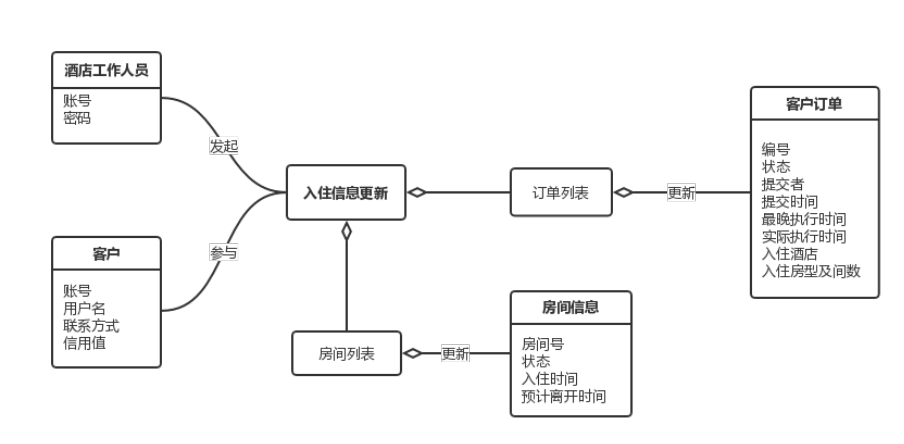 酒店工作人员
账号
密码
发起
入住信息更新
订单列表
更新
客户订单
编号
状态
提交者
提交时间
最晚执行时间
实际执行时间
入住酒店
入住房型及间数
参与
客户
账号
用户名
联系方式
信用值
房间列表
更新
房间信息
房间号
状态
入住时间
预计离开时间